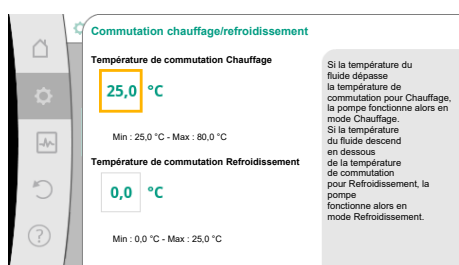 Commutation chauffage/refroidissement
Température de commutation Chauffage
25,0 °C
Min : 25,0 °C - Max : 80,0 °C
Température de commutation Refroidissement
0,0 °C
Min : 0,0 °C - Max : 25,0 °C
Si la température du
fluide dépasse
la température de
commutation pour Chauffage,
la pompe fonctionne alors en
mode Chauffage.
Si la température
du fluide descend
en dessous
de la température
de commutation
pour Refroidissement, la
pompe
fonctionne alors en
mode Refroidissement.
?